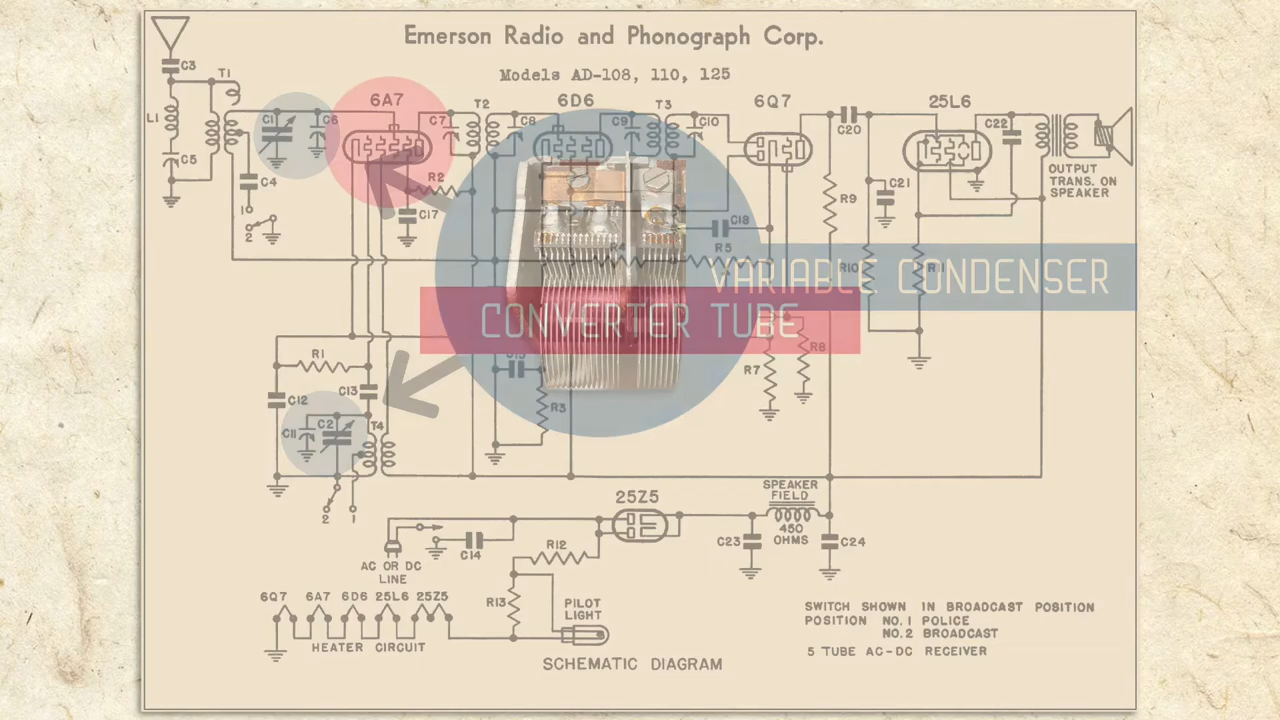 Emerson Radio and Phonograph Corp.
Models AD-108, 110, 125
C3
T1
6A7
T2
6D6
T3
6Q7
25L6
L1
C1
C6
C7
C8
C9
C10
C20
C22
C5
C4
R2
C17
C21
R9
OUTPUT
TRANS. ON
SPEAKER
1
2
C18
R4
R5
R10
R11
VARIABLE CONDENSER
CONVERTER TUBE
R1
C13
C12
R7
R8
C11
C2
T4
R3
2
1
SPEAKER
FIELD
450
OHMS
25Z5
C23
C24
C14
R12
AC OR DC
LINE
6Q7 6A7 6D6 25L6 25Z5
HEATER CIRCUIT
R13
PILOT
LIGHT
SCHEMATIC DIAGRAM
SWITCH SHOWN IN BROADCAST POSITION
POSITION NO.1 POLICE
NO.2 BROADCAST
5 TUBE AC-DC RECEIVER